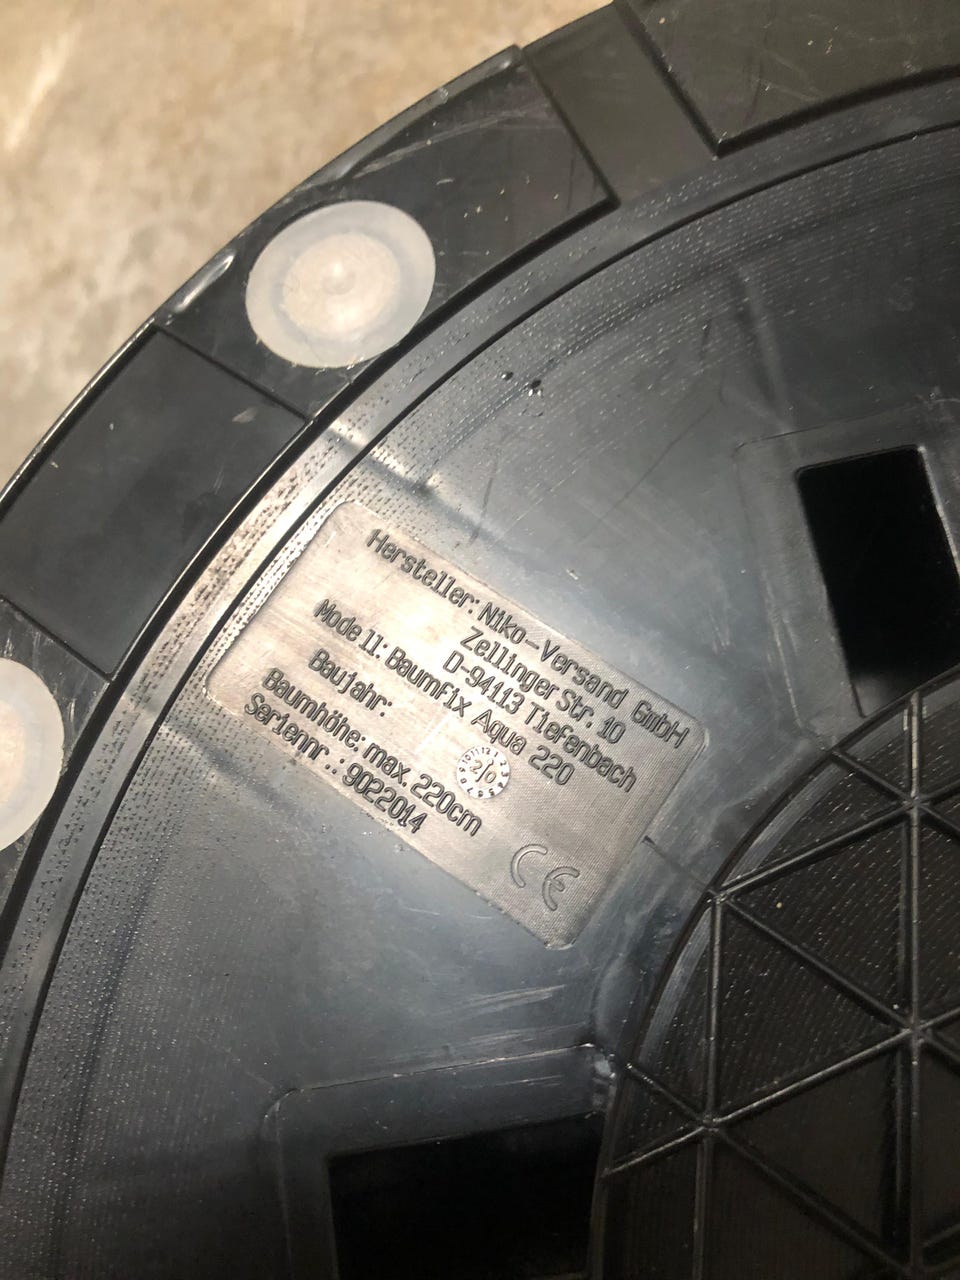 Hersteller: Niko-Versand GmbH
Zellinger Str. 10
D-94113 Tiefenbach
Modell: BaumFix Aqua 220
Baujahr:
Baumhöhe: max. 220cm
Seriennr.: 9022014
CE